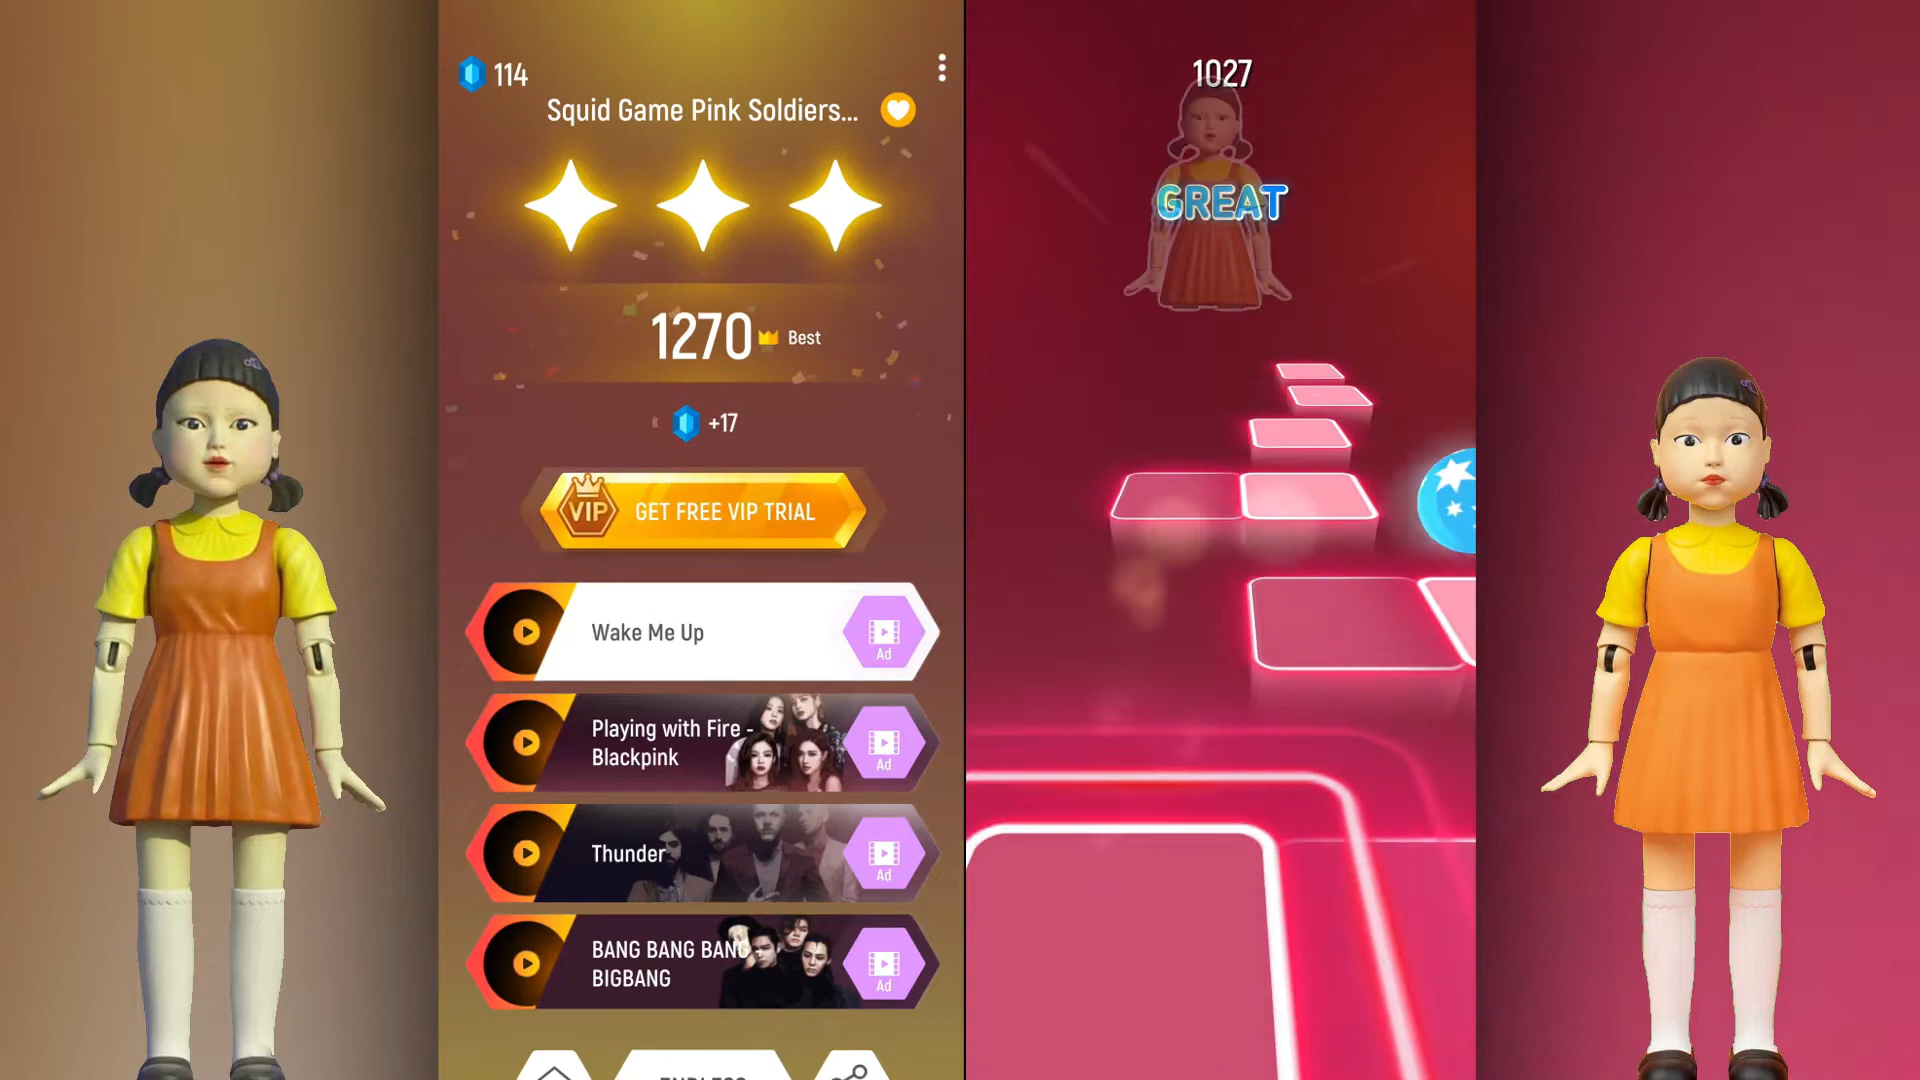 114
Squid Game Pink Soldiers...
1270
Best
+17
VIP
GET FREE VIP TRIAL
Wake Me Up
Ad
Playing with Fire -
Blackpink
Ad
Thunder
Ad
BANG BANG BANG -
BIGBANG
Ad
ENDLESS
1027
GREAT